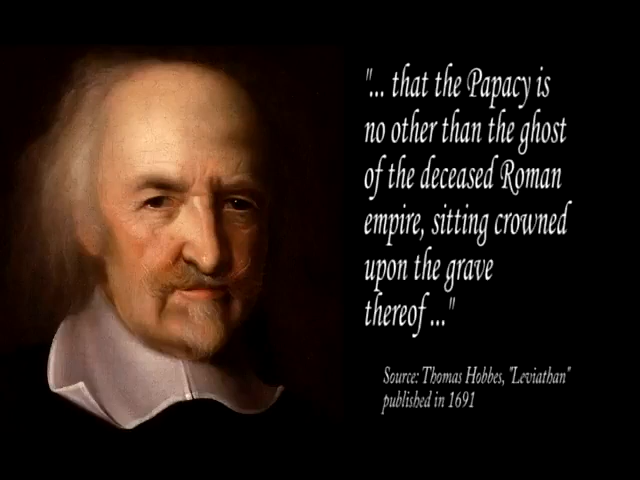 "... that the Papacy is
no other than the ghost
of the deceased Roman
empire, sitting crowned
upon the grave
thereof ..."
Source: Thomas Hobbes, "Leviathan"
published in 1691